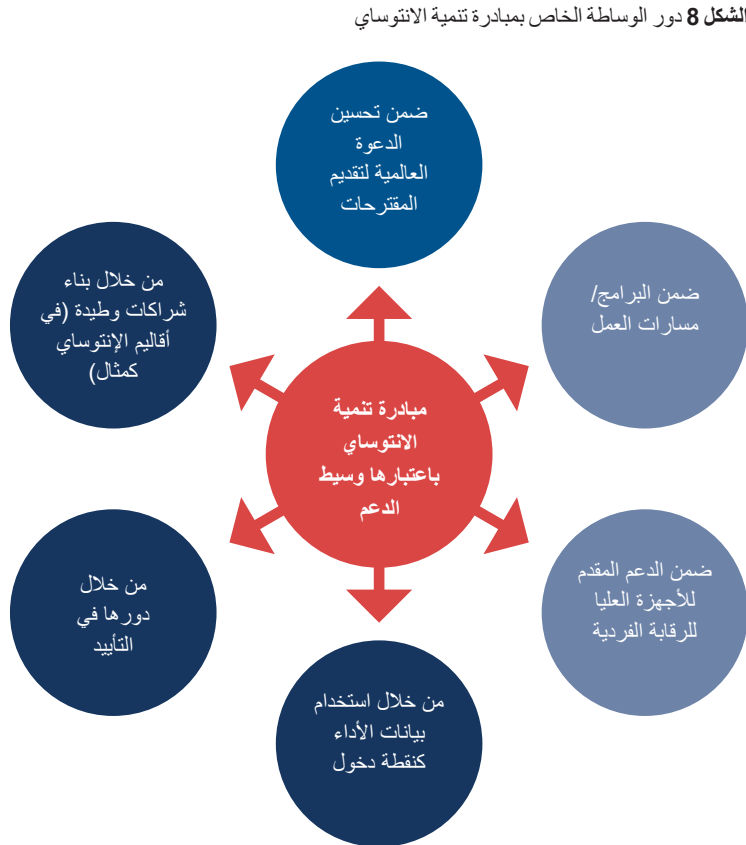 الشكل 8 دور الوساطة الخاص بمبادرة تنمية الانتوساي
ضمن تحسين
الدعوة
العالمية لتقديم
المقترحات
ضمن البرامج/
مسارات العمل
من خلال بناء
شراكات وطيدة (في
أقاليم الإنتوساي
كمثال)
مبادرة تنمية
الانتوساي
باعتبارها وسيط
الدعم
ضمن الدعم المقدم
للأجهزة العليا
للرقابة الفردية
من خلال
دورها في
التأييد
من خلال استخدام
بيانات الأداء
كنقطة دخول